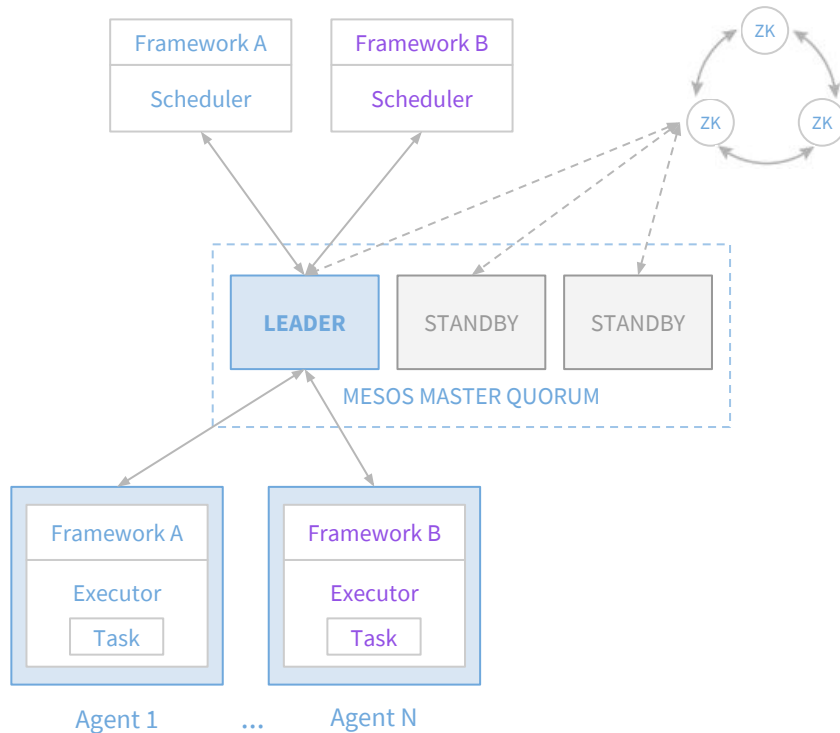 Framework A
Scheduler
Framework B
Scheduler
ZK
ZK
ZK
LEADER
STANDBY
STANDBY
MESOS MASTER QUORUM
Framework A
Executor
Task
Framework B
Executor
Task
Agent 1
...
Agent N